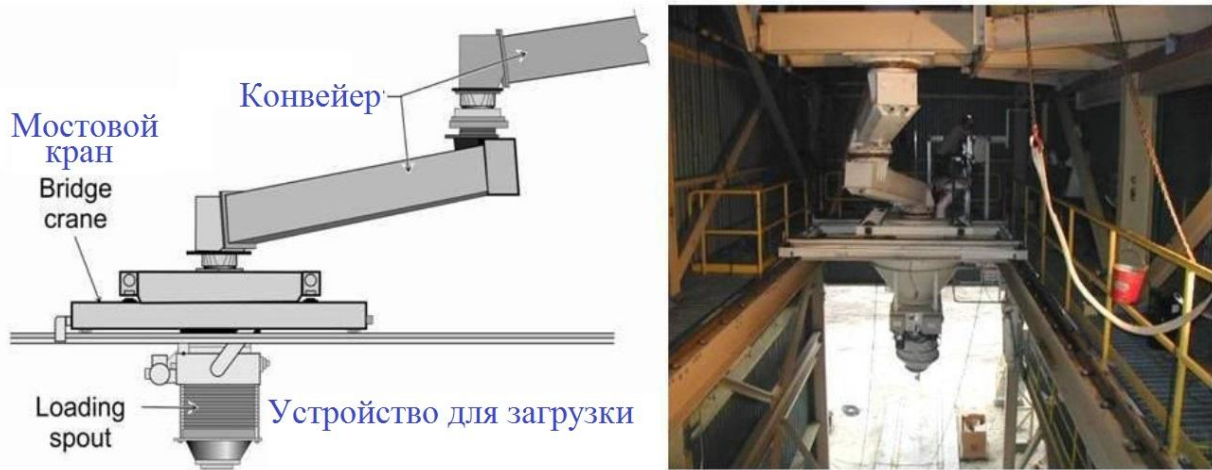 Конвейер
Мостовой
кран
Bridge
crane
Loading
spout
Устройство для загрузки